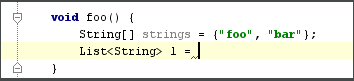 void foo() {
String[] strings = {"foo", "bar"};
List<String> l =
}